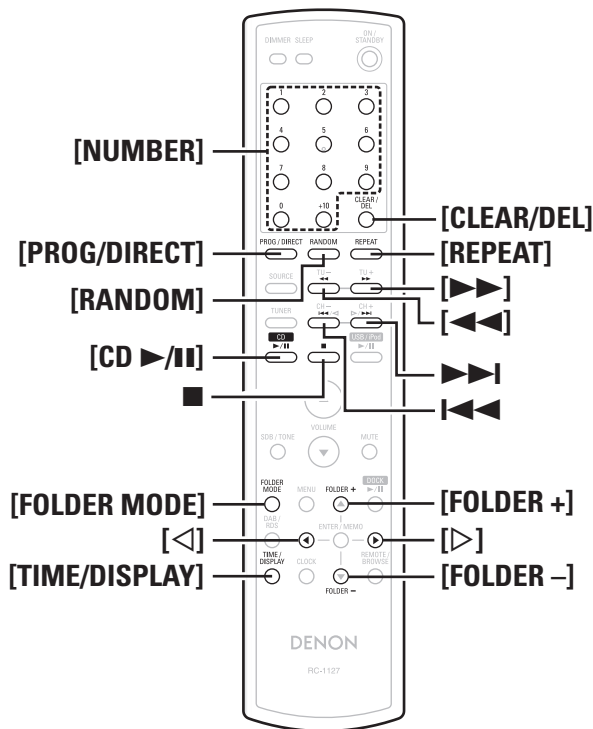 DIMMER SLEEP
ON /
STANDBY
1 2 3
4 5 6
[NUMBER]
7 8 9
0 +10
CLEAR /
DEL
[CLEAR/DEL]
[PROG/DIRECT]
PROG / DIRECT RANDOM REPEAT
[REPEAT]
SOURCE TU – TU +
◀◀ ▶▶
[RANDOM]
[▶▶]
[◀◀]
TUNER CH – CH +
I◀◀ /◁ ▷/ ▶▶I
CD USB / iPod
▶/II ■ ▶/II
[CD ▶/II]
▶▶I
■
I◀◀
–
VOLUME
SDB / TONE MUTE
▼
FOLDER
MODE
MENU FOLDER + DOCK
▶/II
[FOLDER MODE]
[FOLDER +]
DAB /
RDS
ENTER / MEMO
[◁]
[▷]
TIME /
DISPLAY
CLOCK
REMOTE /
BROWSE
[TIME/DISPLAY]
[FOLDER –]
FOLDER –
DENON
RC-1127